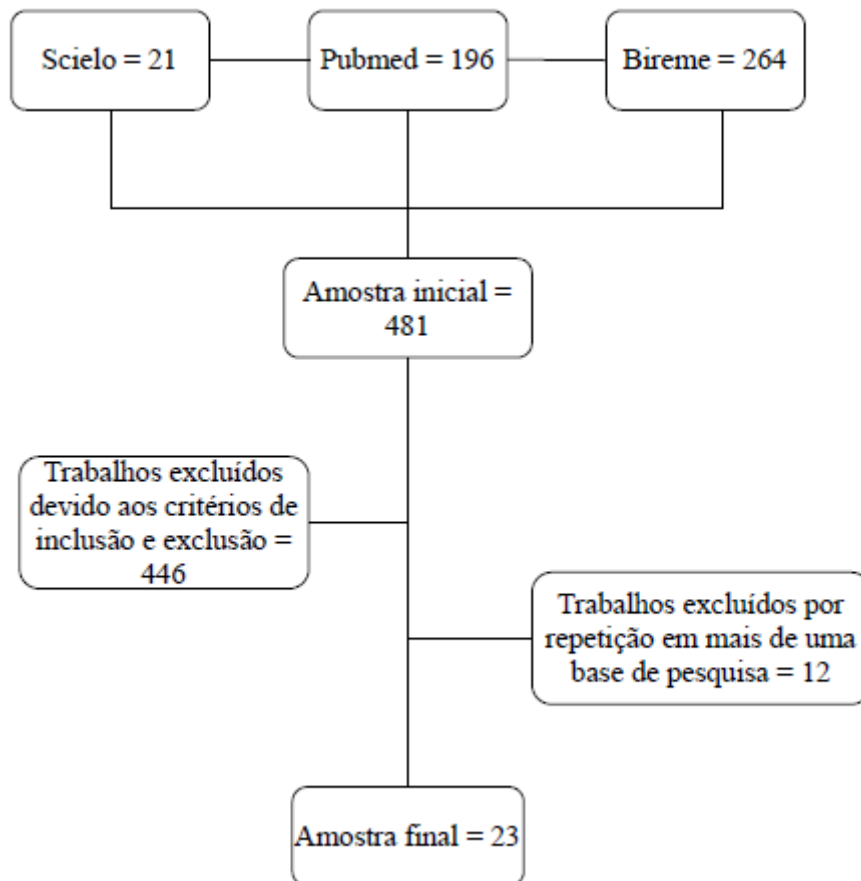 Scielo = 21
Pubmed = 196
Bireme = 264
Amostra inicial =
481
Trabalhos excluídos
devido aos critérios de
inclusão e exclusão =
446
Trabalhos excluídos por
repetição em mais de uma
base de pesquisa = 12
Amostra final = 23